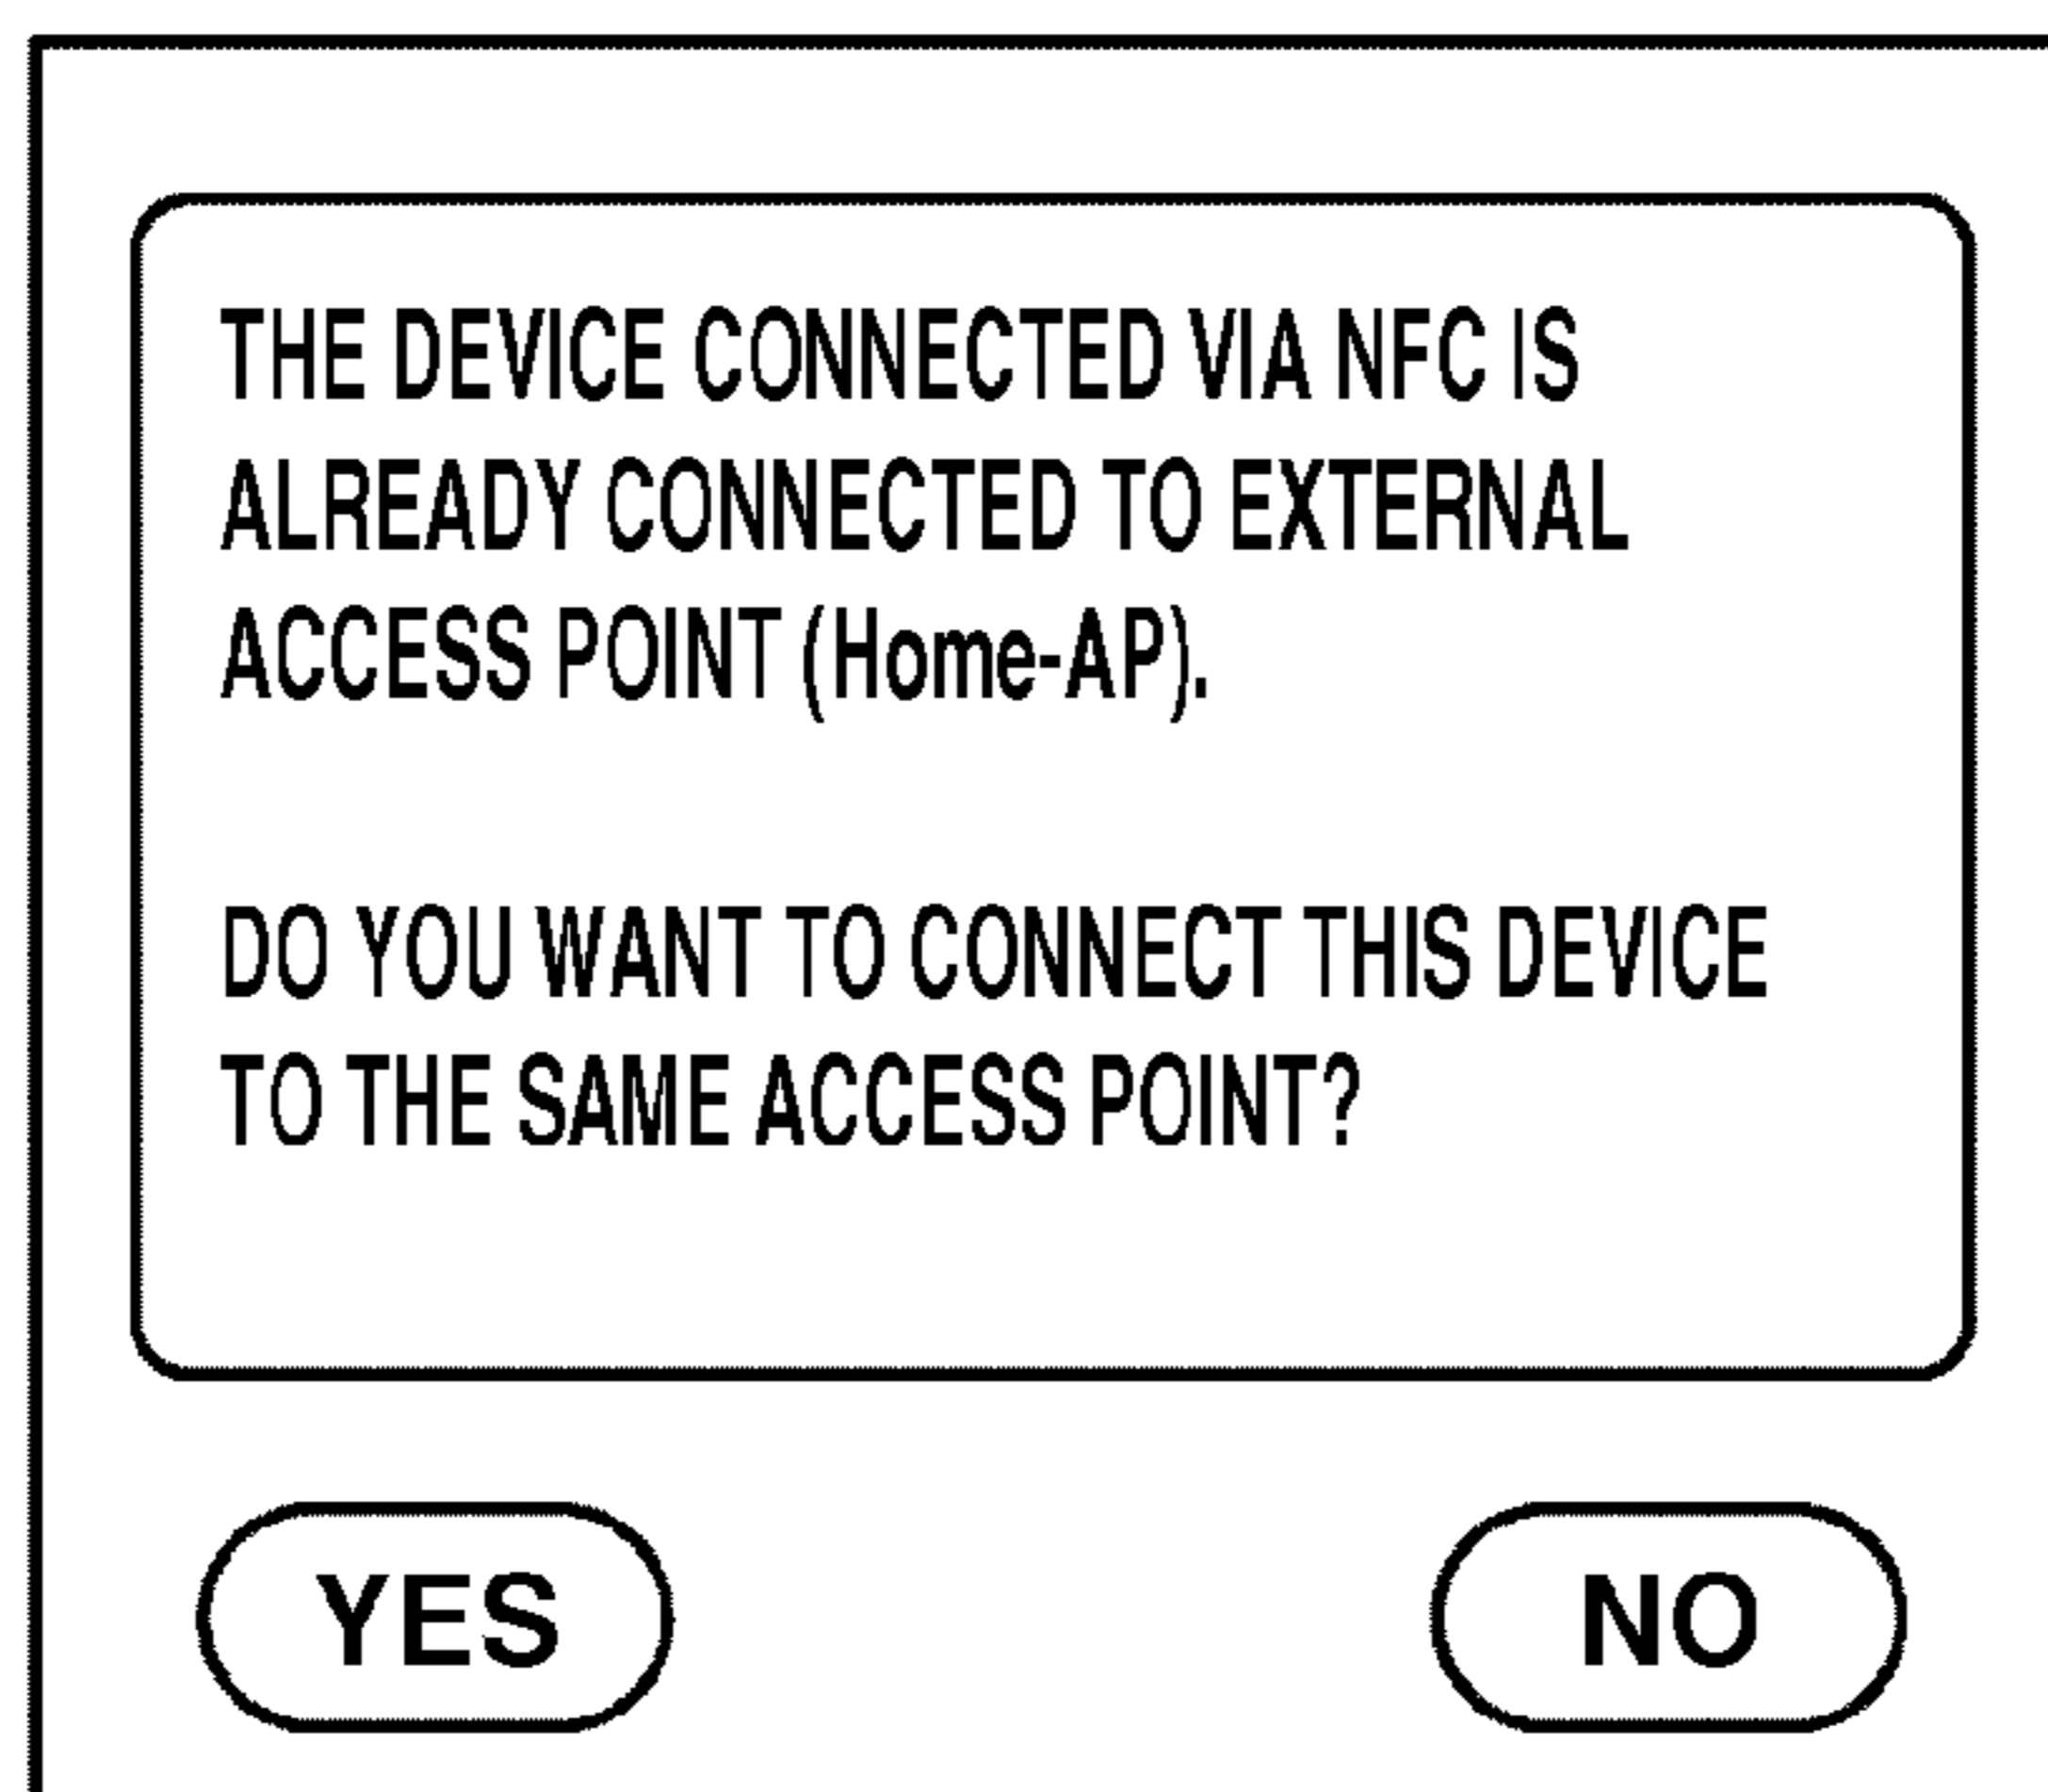 THE DEVICE CONNECTED VIA NFC IS
ALREADY CONNECTED TO EXTERNAL
ACCESS POINT (Home-AP).
DO YOU WANT TO CONNECT THIS DEVICE
TO THE SAME ACCESS POINT?
YES
NO